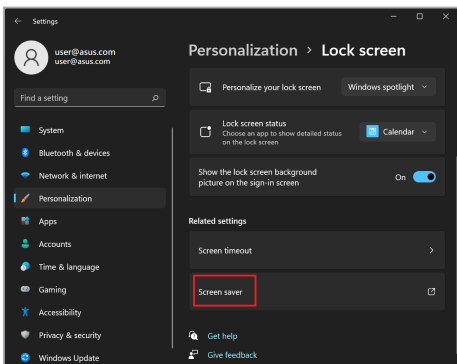 Settings
user@asus.com
user@asus.com
Find a setting
System
Bluetooth & devices
Network & internet
Personalization
Apps
Accounts
Time & language
Gaming
Accessibility
Privacy & security
Windows Update
Personalization > Lock screen
Personalize your lock screen
Windows spotlight
Lock screen status
Choose an app to show detailed status
on the lock screen
Calendar
Show the lock screen background
picture on the sign-in screen
On
Related settings
Screen timeout
Screen saver
Get help
Give feedback